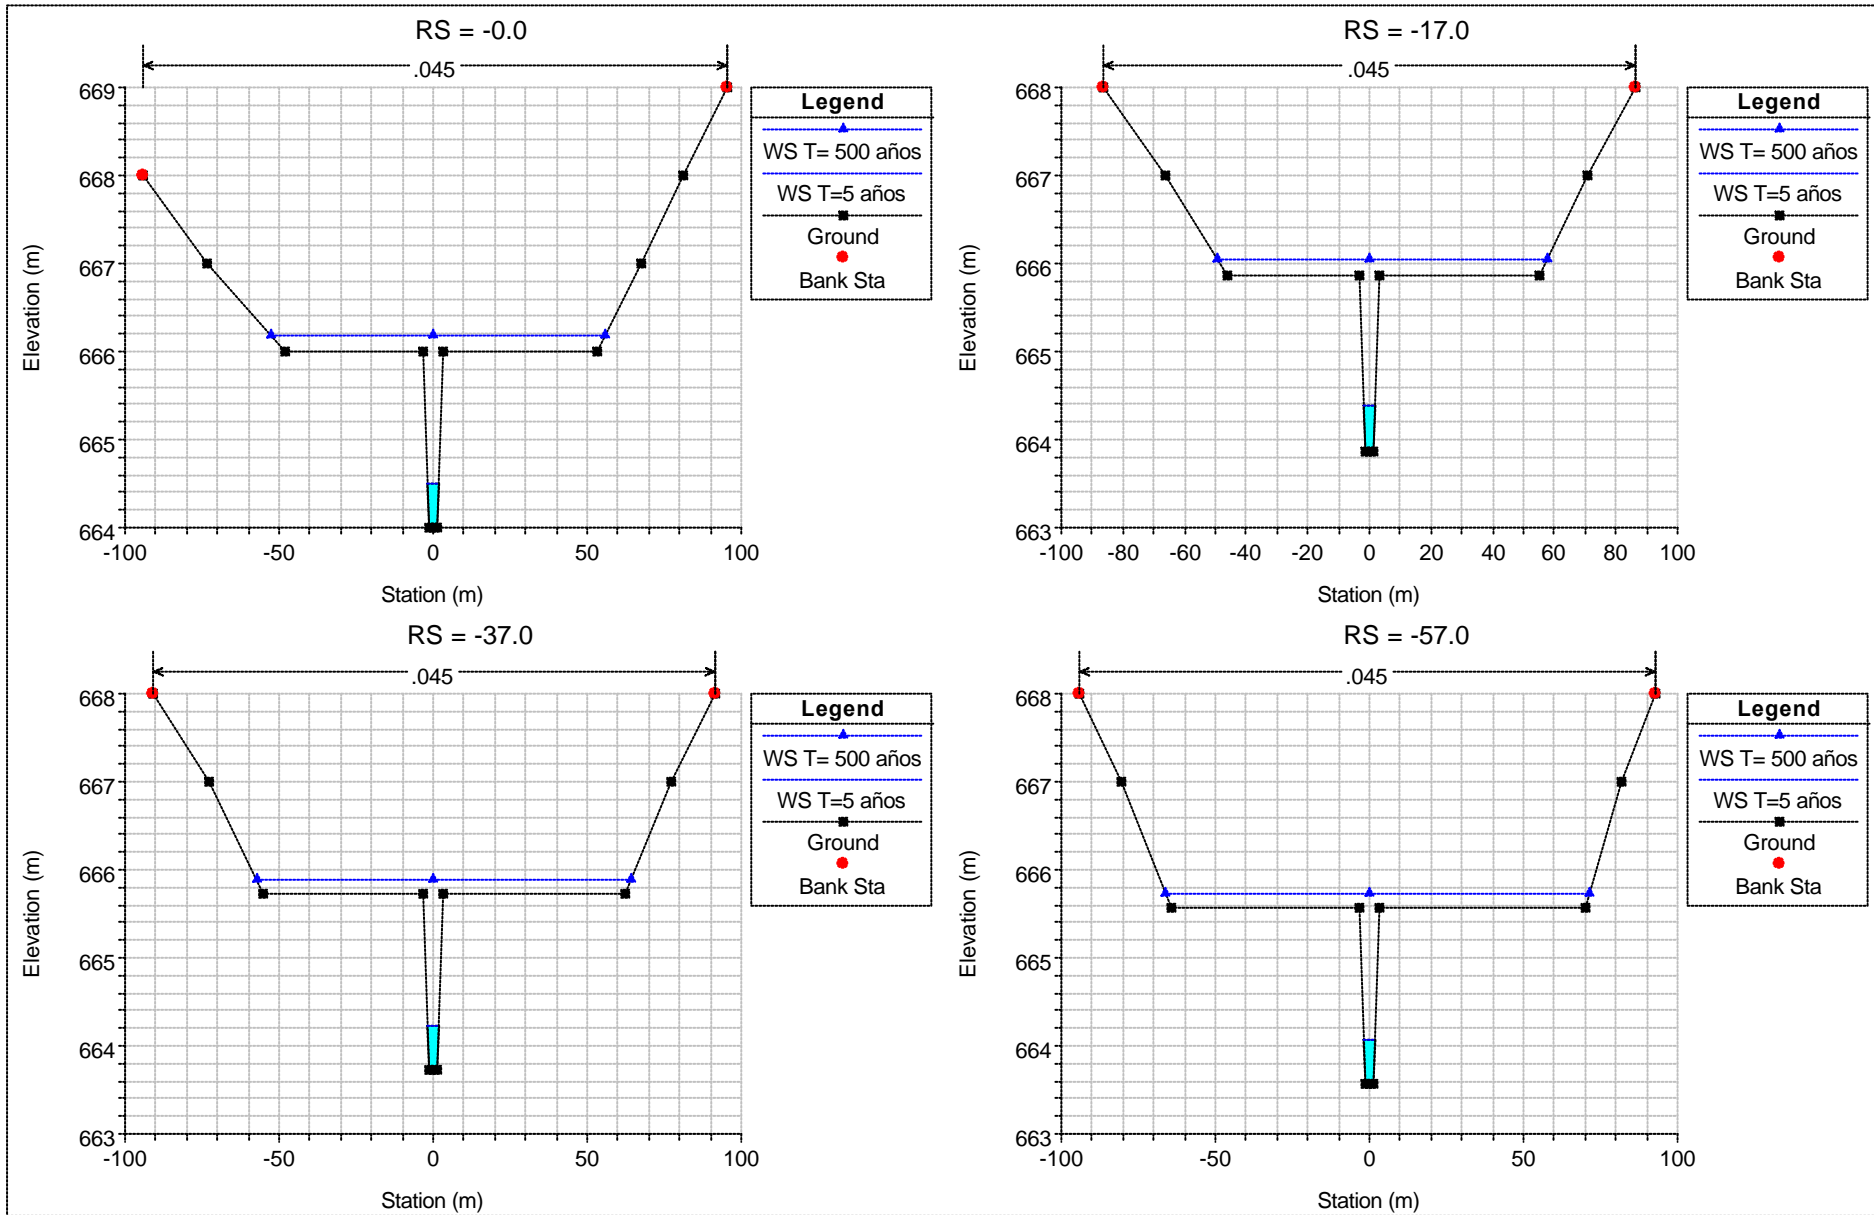 RS = -0.0
.045
669
668
667
666
665
664
-100
-50
0
50
100
Elevation (m)
Station (m)
Legend
WS T= 500 años
WS T=5 años
Ground
Bank Sta
RS = -17.0
.045
668
667
666
665
664
663
-100
-80
-60
-40
-20
0
20
40
60
80
100
Elevation (m)
Station (m)
Legend
WS T= 500 años
WS T=5 años
Ground
Bank Sta
RS = -37.0
.045
668
667
666
665
664
663
-100
-50
0
50
100
Elevation (m)
Station (m)
Legend
WS T= 500 años
WS T=5 años
Ground
Bank Sta
RS = -57.0
.045
668
667
666
665
664
663
-100
-50
0
50
100
Elevation (m)
Station (m)
Legend
WS T= 500 años
WS T=5 años
Ground
Bank Sta